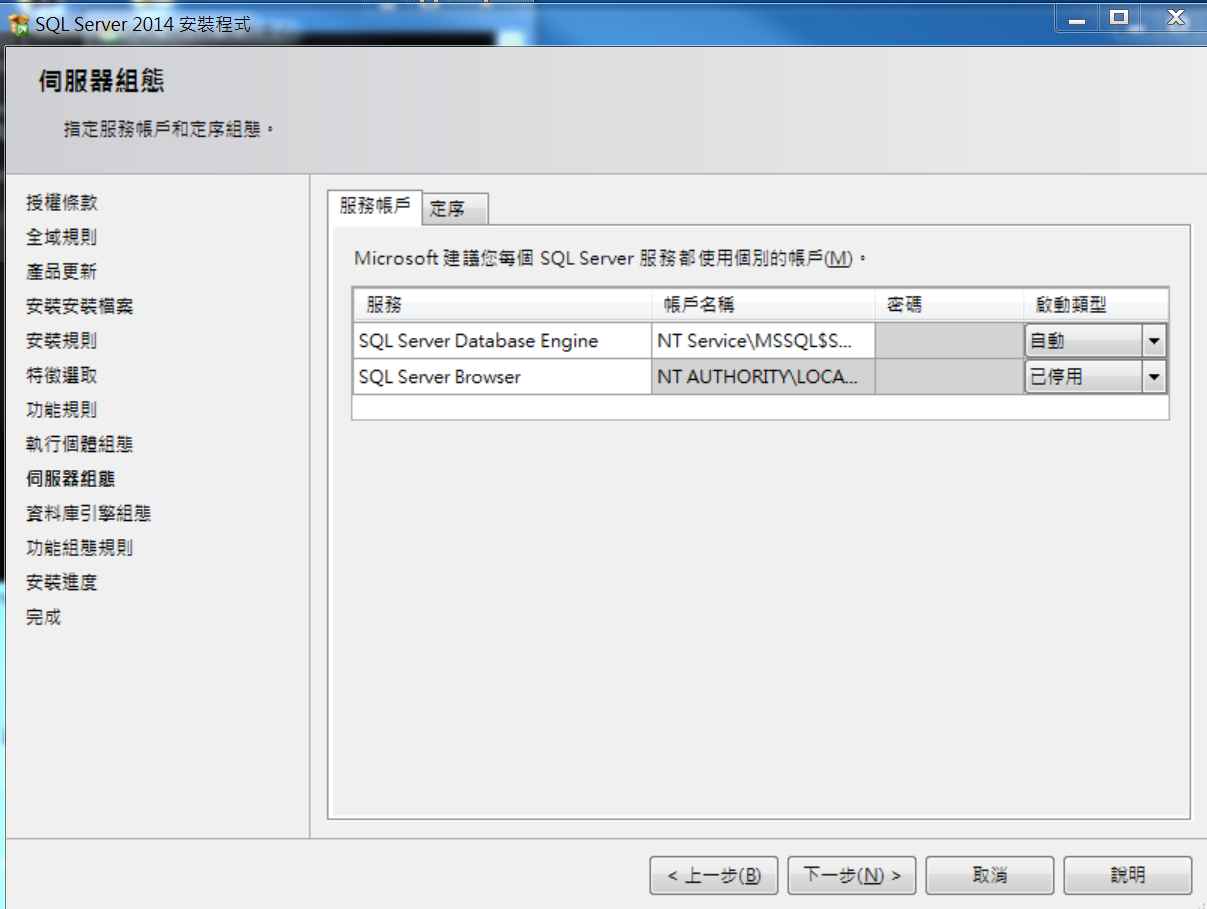 SQL Server 2014 安裝程式
伺服器組態
指定服務帳戶和定序組態。
授權條款
全域規則
產品更新
安裝安裝檔案
安裝規則
特徵選取
功能規則
執行個體組態
伺服器組態
資料庫引擎組態
功能組態規則
安裝進度
完成
服務帳戶 定序
Microsoft 建議您每個 SQL Server 服務都使用個別的帳戶(M)。
服務 帳戶名稱 密碼 啟動類型
SQL Server Database Engine NT Service\MSSQL$S... 自動
SQL Server Browser NT AUTHORITY\LOCA... 已停用
< 上一步(B) 下一步(N) > 取消 說明